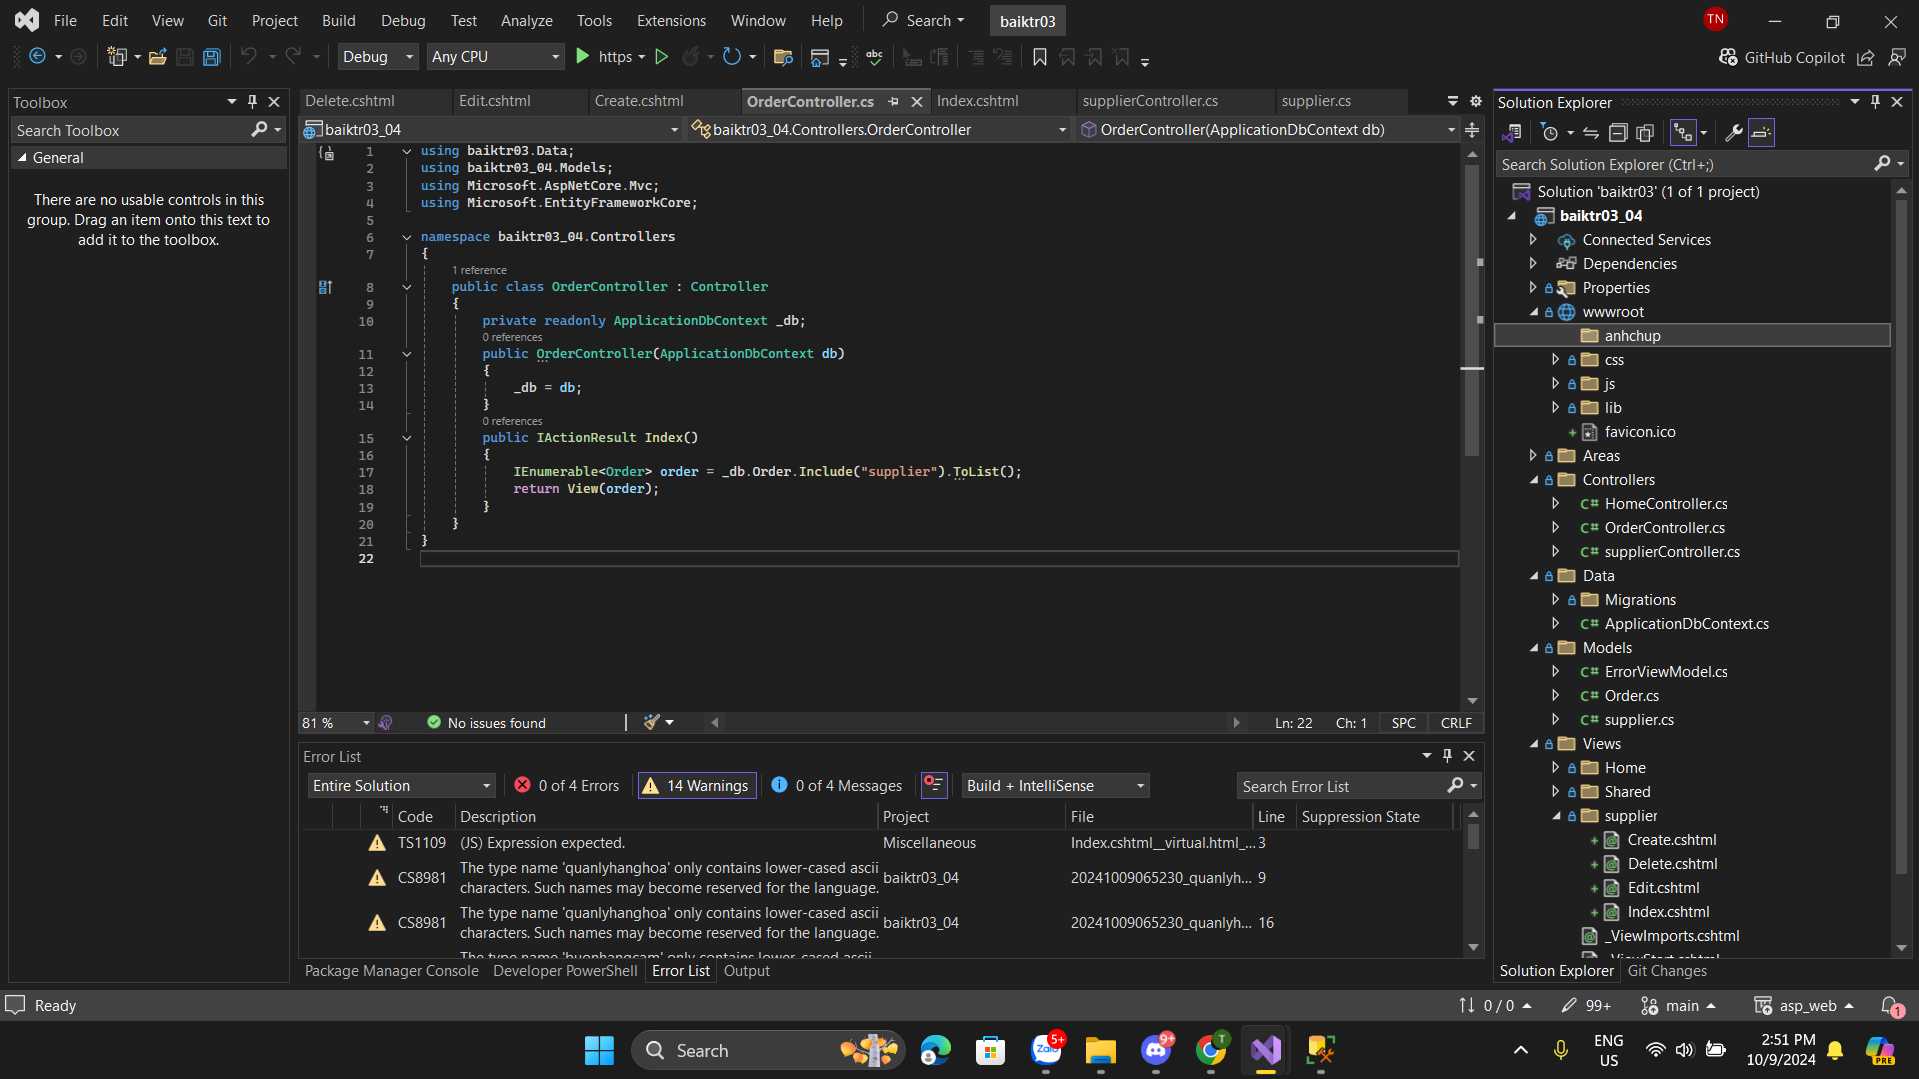 File Edit View Git Project Build Debug Test Analyze Tools Extensions Window Help Search baiktr03 TN
Debug Any CPU https GitHub Copilot
Toolbox
Search Toolbox
General
There are no usable controls in this
group. Drag an item onto this text to
add it to the toolbox.
Delete.cshtml Edit.cshtml Create.cshtml OrderController.cs Index.cshtml supplierController.cs supplier.cs
baiktr03_04 baiktr03_04.Controllers.OrderController OrderController(ApplicationDbContext db)
1 using baiktr03.Data;
2 using baiktr03_04.Models;
3 using Microsoft.AspNetCore.Mvc;
4 using Microsoft.EntityFrameworkCore;
5
6 namespace baiktr03_04.Controllers
7 {
1 reference
8 public class OrderController : Controller
9 {
10 private readonly ApplicationDbContext _db;
0 references
11 public OrderController(ApplicationDbContext db)
12 {
13 _db = db;
14 }
0 references
15 public IActionResult Index()
16 {
17 IEnumerable<Order> order = _db.Order.Include("supplier").ToList();
18 return View(order);
19 }
20 }
21 }
22
81 % No issues found Ln: 22 Ch: 1 SPC CRLF
Error List
Entire Solution 0 of 4 Errors 14 Warnings 0 of 4 Messages Build + IntelliSense Search Error List
Code Description Project File Line Suppression State
TS1109 (JS) Expression expected. Miscellaneous Index.cshtml__virtual.html_... 3
CS8981 The type name 'quanlyhanghoa' only contains lower-cased ascii characters. Such names may become reserved for the language. baiktr03_04 20241009065230_quanlyh... 9
CS8981 The type name 'quanlyhanghoa' only contains lower-cased ascii characters. Such names may become reserved for the language. baiktr03_04 20241009065230_quanlyh... 16
Package Manager Console Developer PowerShell Error List Output
Solution Explorer
Search Solution Explorer (Ctrl+;)
Solution 'baiktr03' (1 of 1 project)
baiktr03_04
Connected Services
Dependencies
Properties
wwwroot
anhchup
css
js
lib
favicon.ico
Areas
Controllers
HomeController.cs
OrderController.cs
supplierController.cs
Data
Migrations
ApplicationDbContext.cs
Models
ErrorViewModel.cs
Order.cs
supplier.cs
Views
Home
Shared
supplier
Create.cshtml
Delete.cshtml
Edit.cshtml
Index.cshtml
_ViewImports.cshtml
Solution Explorer Git Changes
Ready 0 / 0 99+ main asp_web 1
Search Zalo 5+ 9+ T ENG
US 2:51 PM
10/9/2024 PRE